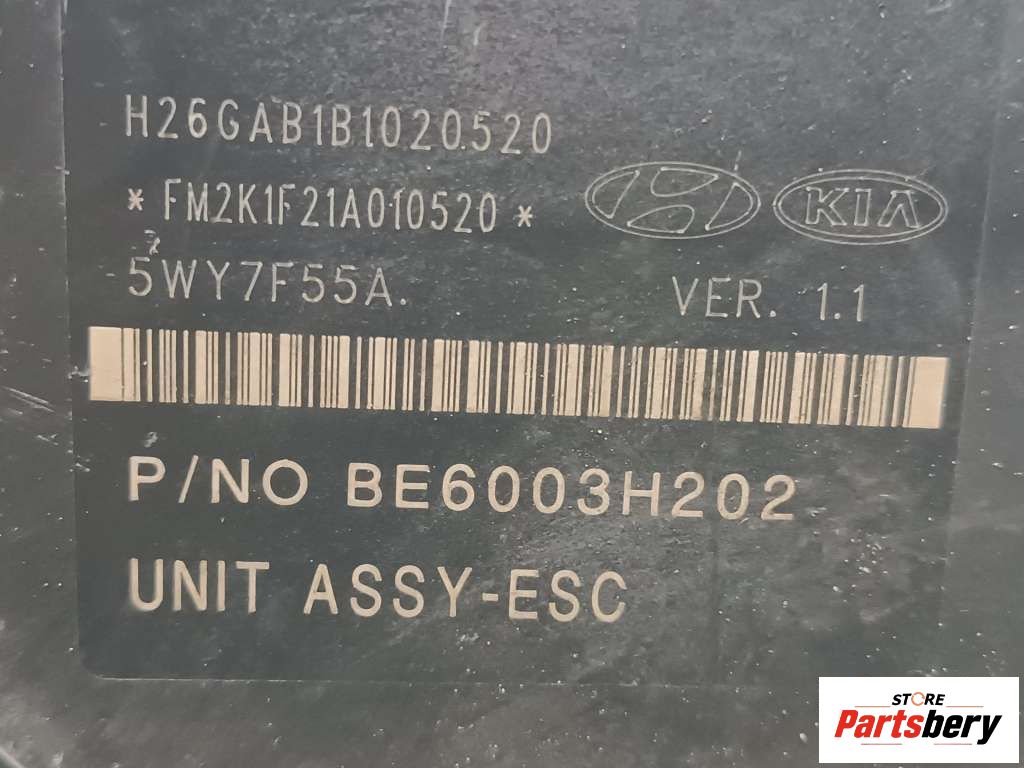 H26GAB1B1020520
*FM2K1F21A010520*
KIA
5WY7F55A.
VER. 1.1
P/NO BE6003H202
UNIT ASSY-ESC
STORE
Partsbery